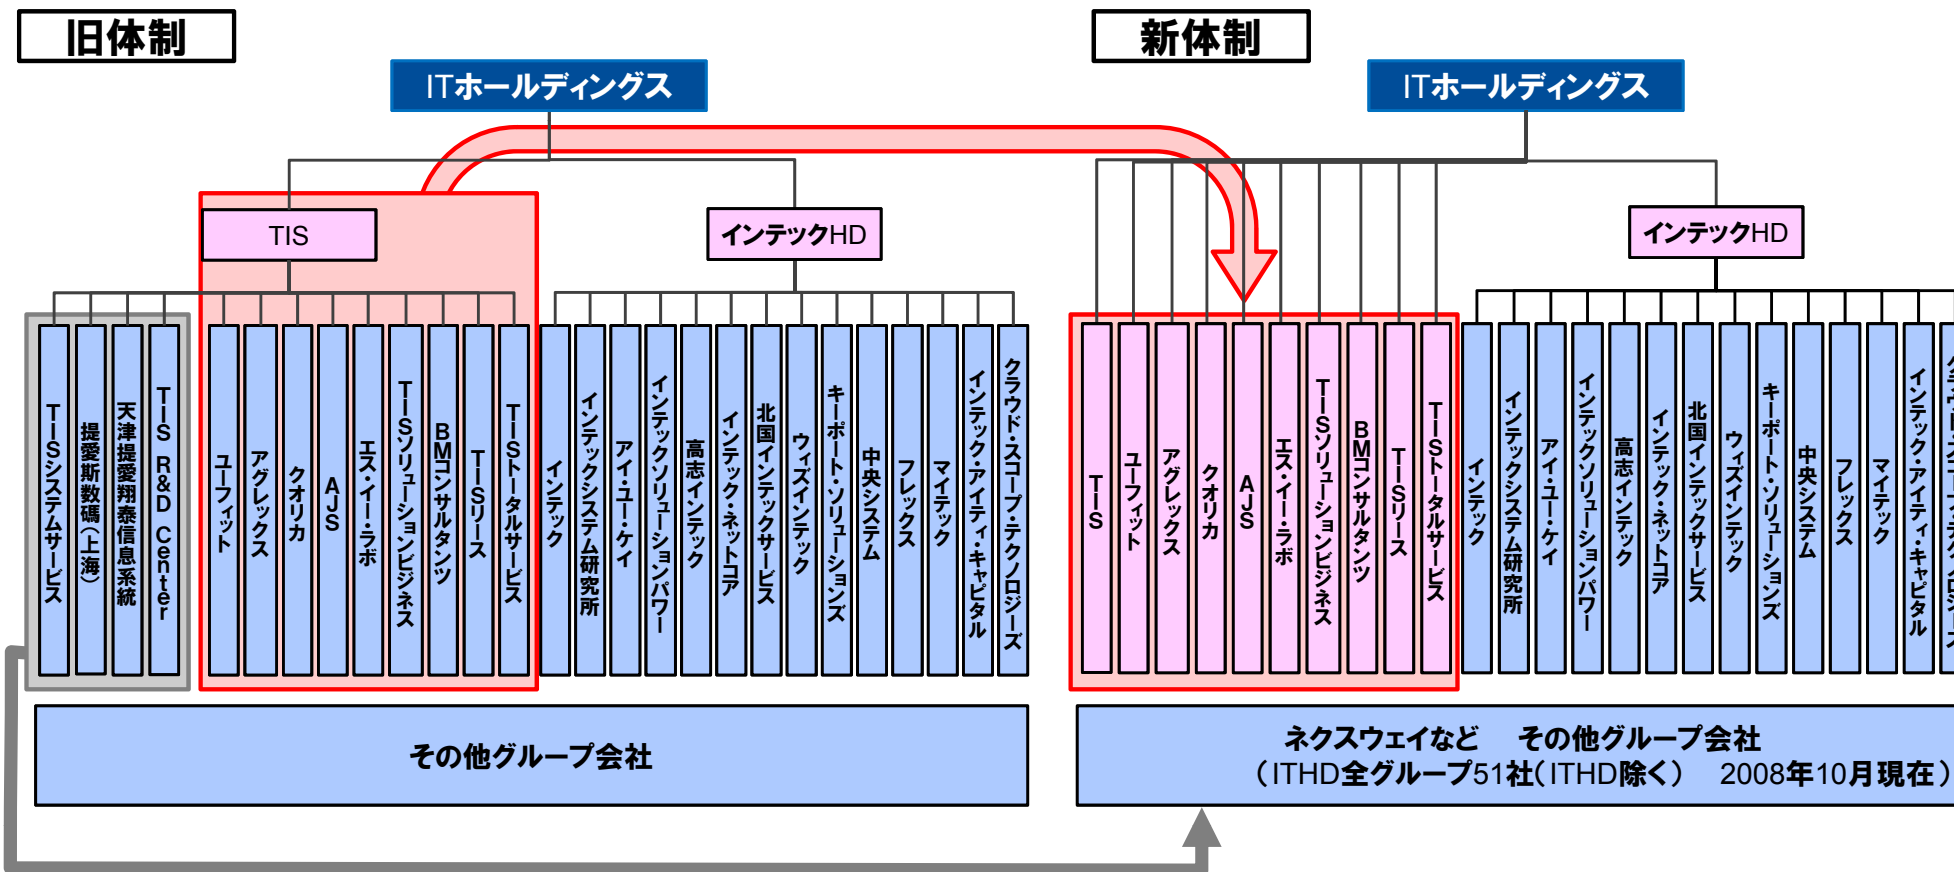 旧体制
新体制
ITホールディングス
ITホールディングス
TIS
インテックHD
インテックHD
TISシステムサービス
提愛斯数碼(上海)
天津提愛翔泰信息系統
TIS R&D Center
ユーフィット
アグレックス
クオリカ
AJS
エス・イー・ラボ
TISソリューションビジネス
BMコンサルタンツ
TISリース
TISトータルサービス
インテック
インテックシステム研究所
アイ・ユー・ケイ
インテックソリューションパワー
高志インテック
インテック・ネットコア
北国インテックサービス
ウィズインテック
キーポート・ソリューションズ
中央システム
フレックス
マイテック
インテック・アイティ・キャピタル
クラウド・スコープ・テクノロジーズ
TIS
ユーフィット
アグレックス
クオリカ
AJS
エス・イー・ラボ
TISソリューションビジネス
BMコンサルタンツ
TISリース
TISトータルサービス
インテック
インテックシステム研究所
アイ・ユー・ケイ
インテックソリューションパワー
高志インテック
インテック・ネットコア
北国インテックサービス
ウィズインテック
キーポート・ソリューションズ
中央システム
フレックス
マイテック
インテック・アイティ・キャピタル
その他グループ会社
ネクスウェイなど その他グループ会社
(ITHD全グループ51社(ITHD除く) 2008年10月現在)